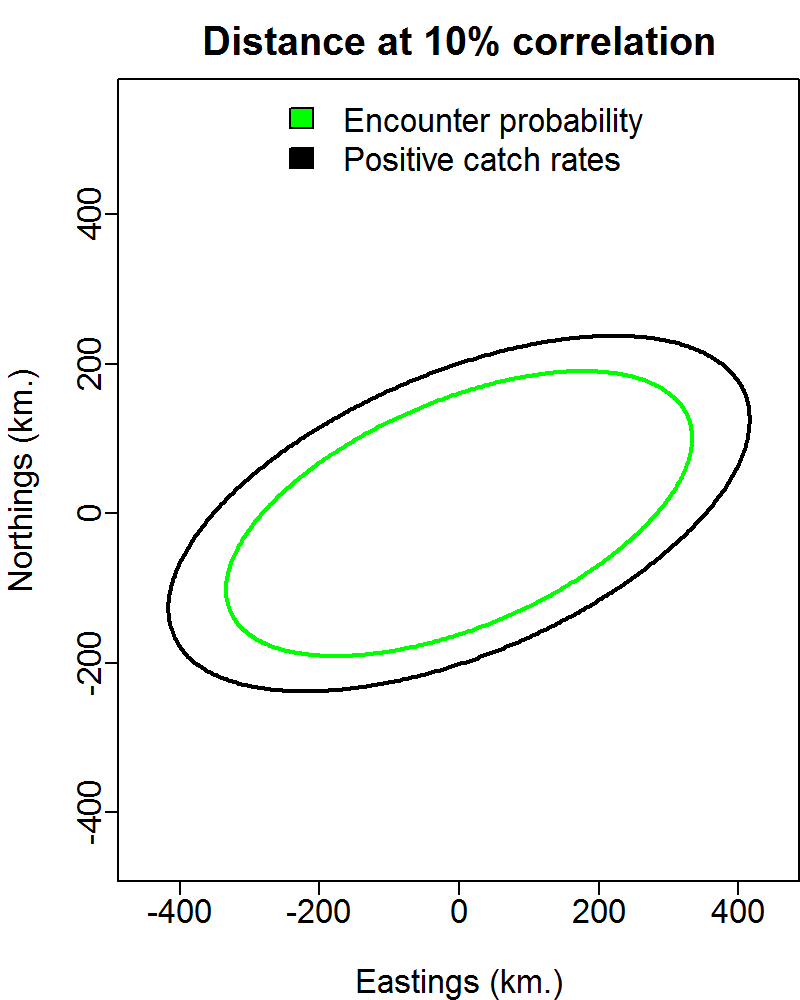 Distance at 10% correlation
Encounter probability
Positive catch rates
Northings (km.)
400
200
0
-200
-400
-400 -200 0 200 400
Eastings (km.)